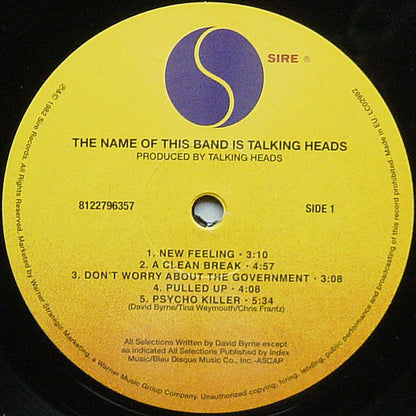 SIRE ®
THE NAME OF THIS BAND IS TALKING HEADS
PRODUCED BY TALKING HEADS
8122796357
SIDE 1
1. NEW FEELING · 3:10
2. A CLEAN BREAK · 4:57
3. DON'T WORRY ABOUT THE GOVERNMENT · 3:08
4. PULLED UP · 4:08
5. PSYCHO KILLER · 5:34
(David Byrne/Tina Weymouth/Chris Frantz)
All Selections Written by David Byrne except
as indicated All Selections Published by Index
Music/Bleu Disque Music Co., Inc.-ASCAP
℗&© 1982 Sire Records. All Rights Reserved. Marketed by Warner Strategic Marketing, a Warner Music Group Company. Unauthorized copying, hiring, lending, public performance and broadcasting of this record prohibited. Made in EU. LC02982